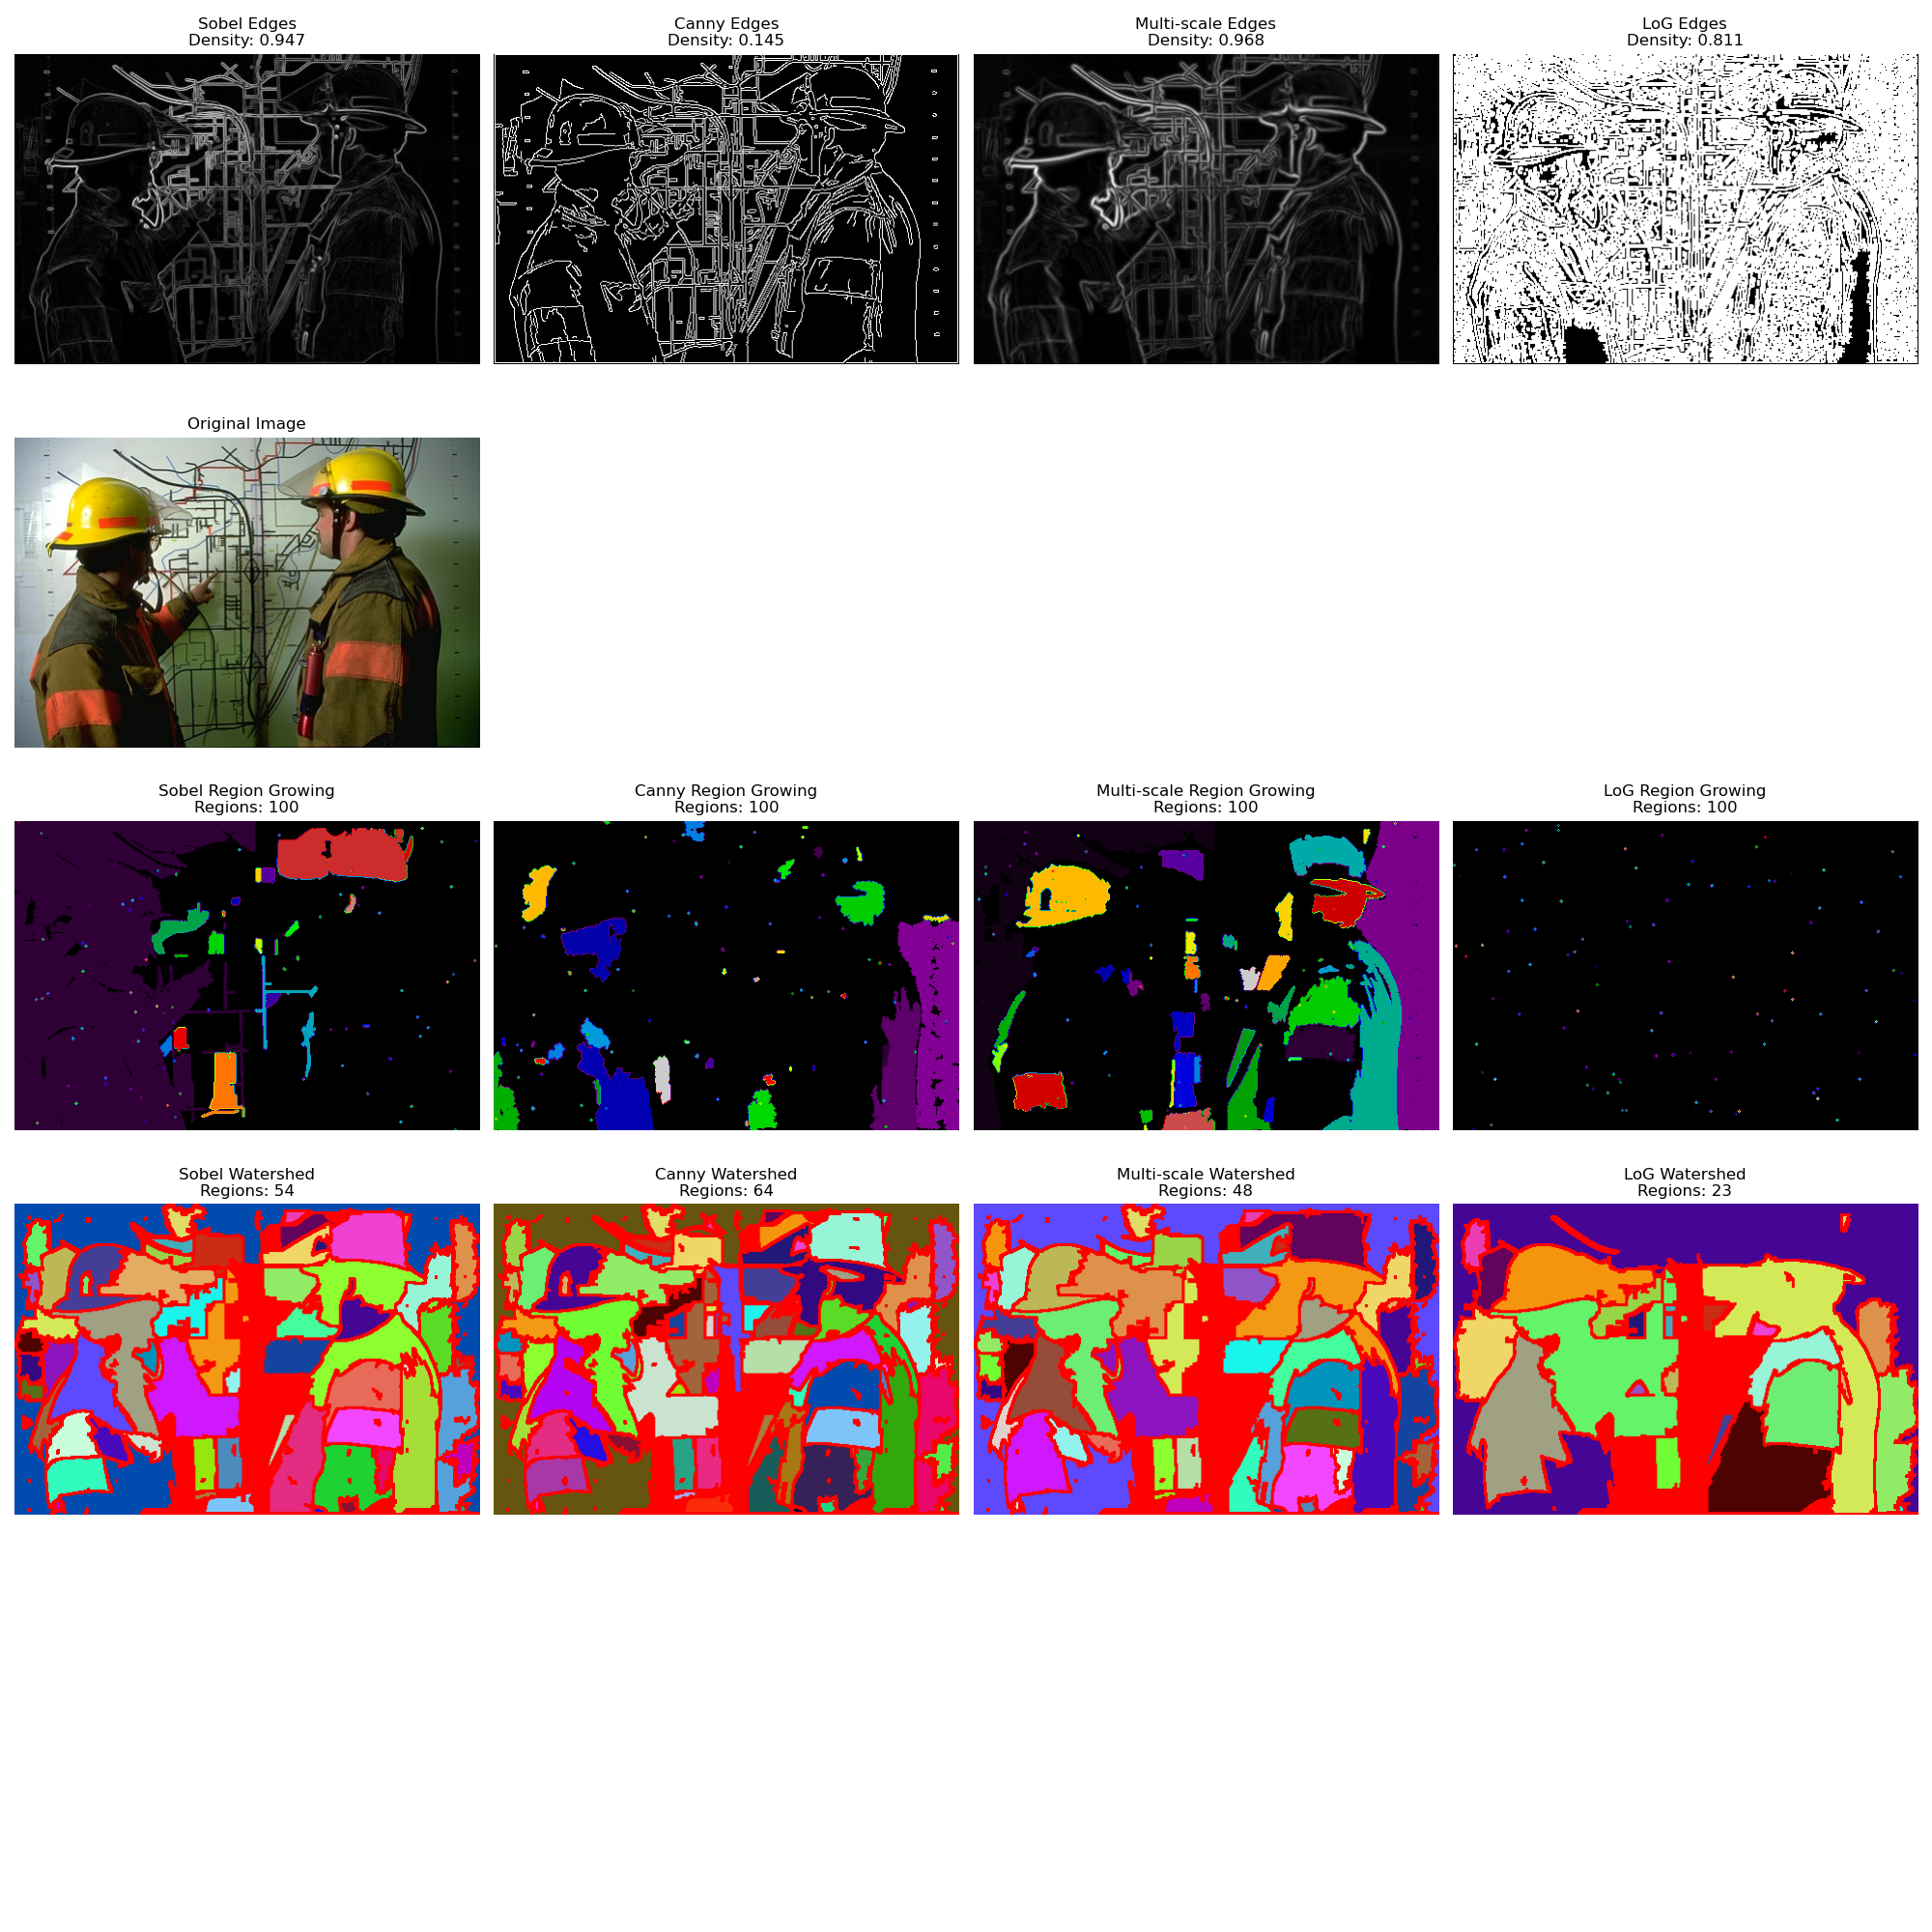 Sobel Edges
Density: 0.947
Canny Edges
Density: 0.145
Multi-scale Edges
Density: 0.968
LoG Edges
Density: 0.811
Original Image
Sobel Region Growing
Regions: 100
Canny Region Growing
Regions: 100
Multi-scale Region Growing
Regions: 100
LoG Region Growing
Regions: 100
Sobel Watershed
Regions: 54
Canny Watershed
Regions: 64
Multi-scale Watershed
Regions: 48
LoG Watershed
Regions: 23